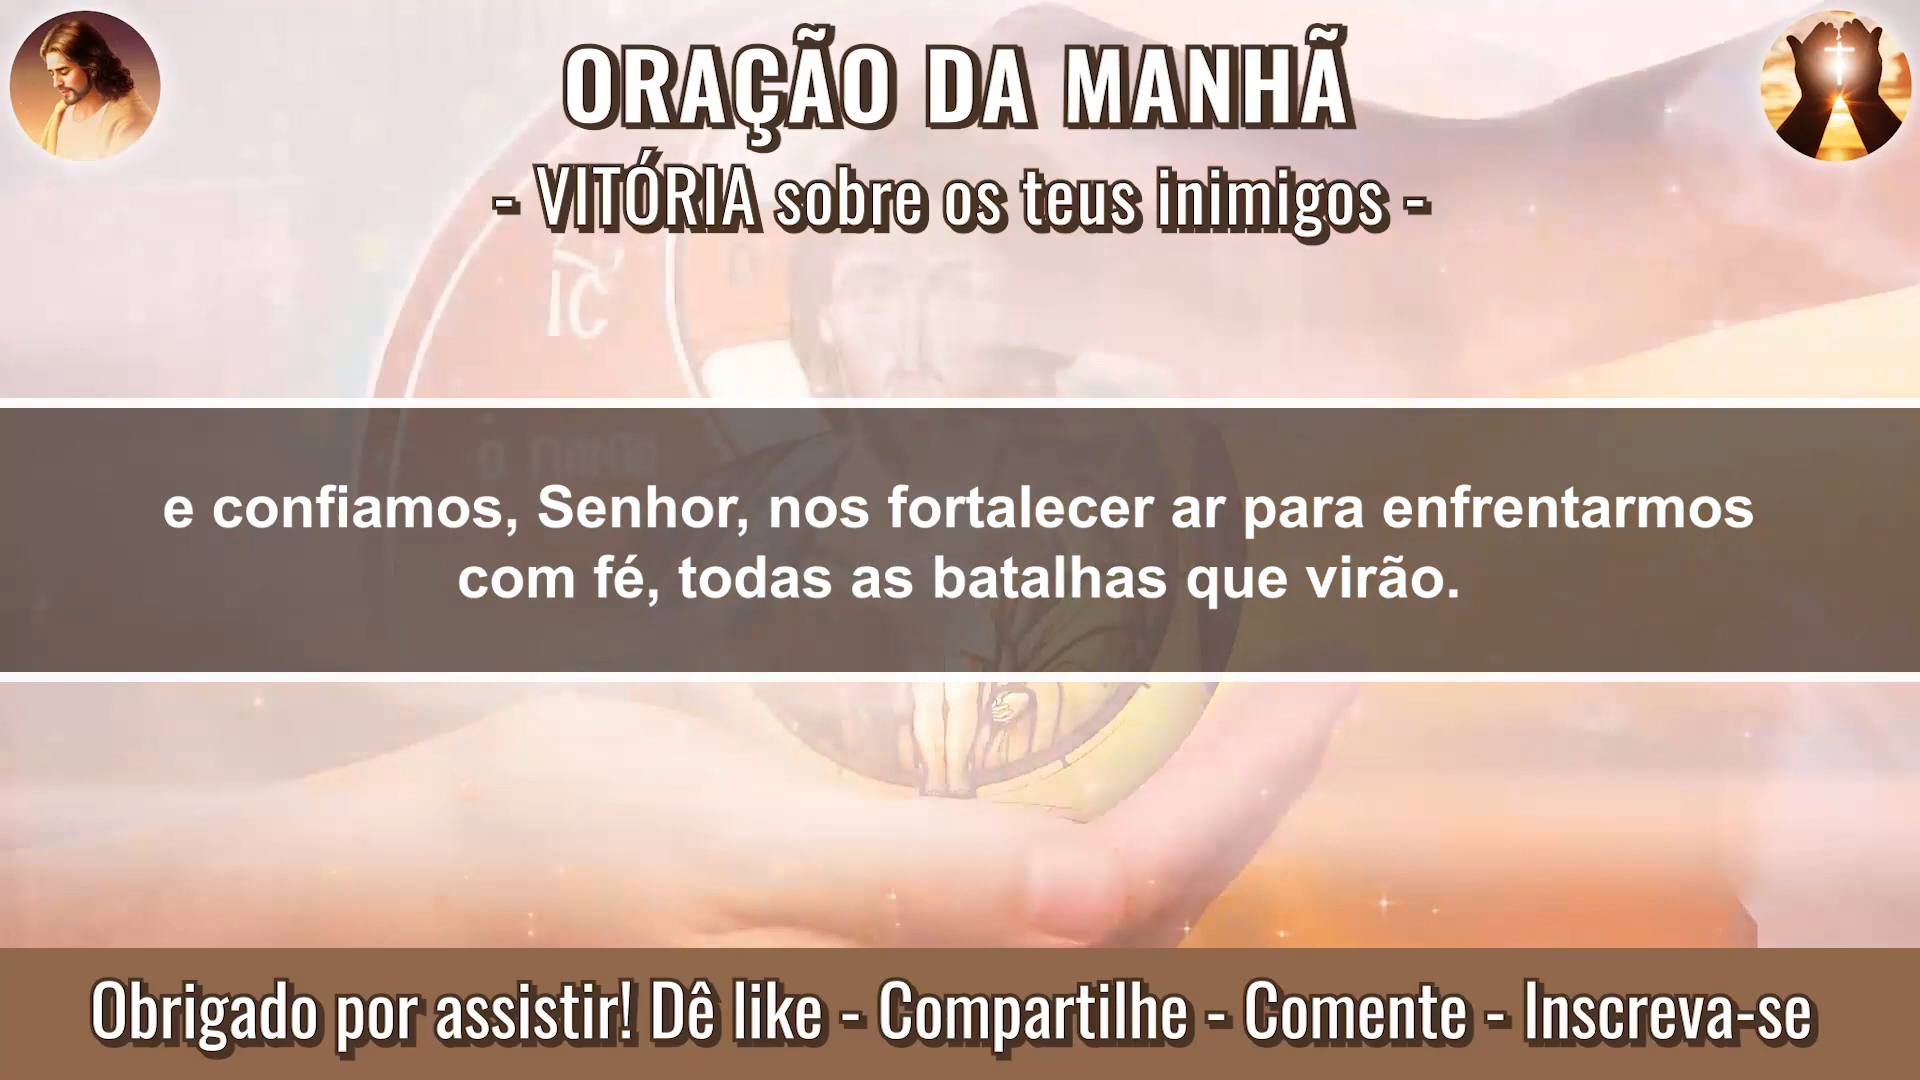 ORAÇÃO DA MANHÃ
- VITÓRIA sobre os teus inimigos -
IC
e confiamos, Senhor, nos fortalecer ar para enfrentarmos
com fé, todas as batalhas que virão.
Obrigado por assistir! Dê like - Compartilhe - Comente - Inscreva-se